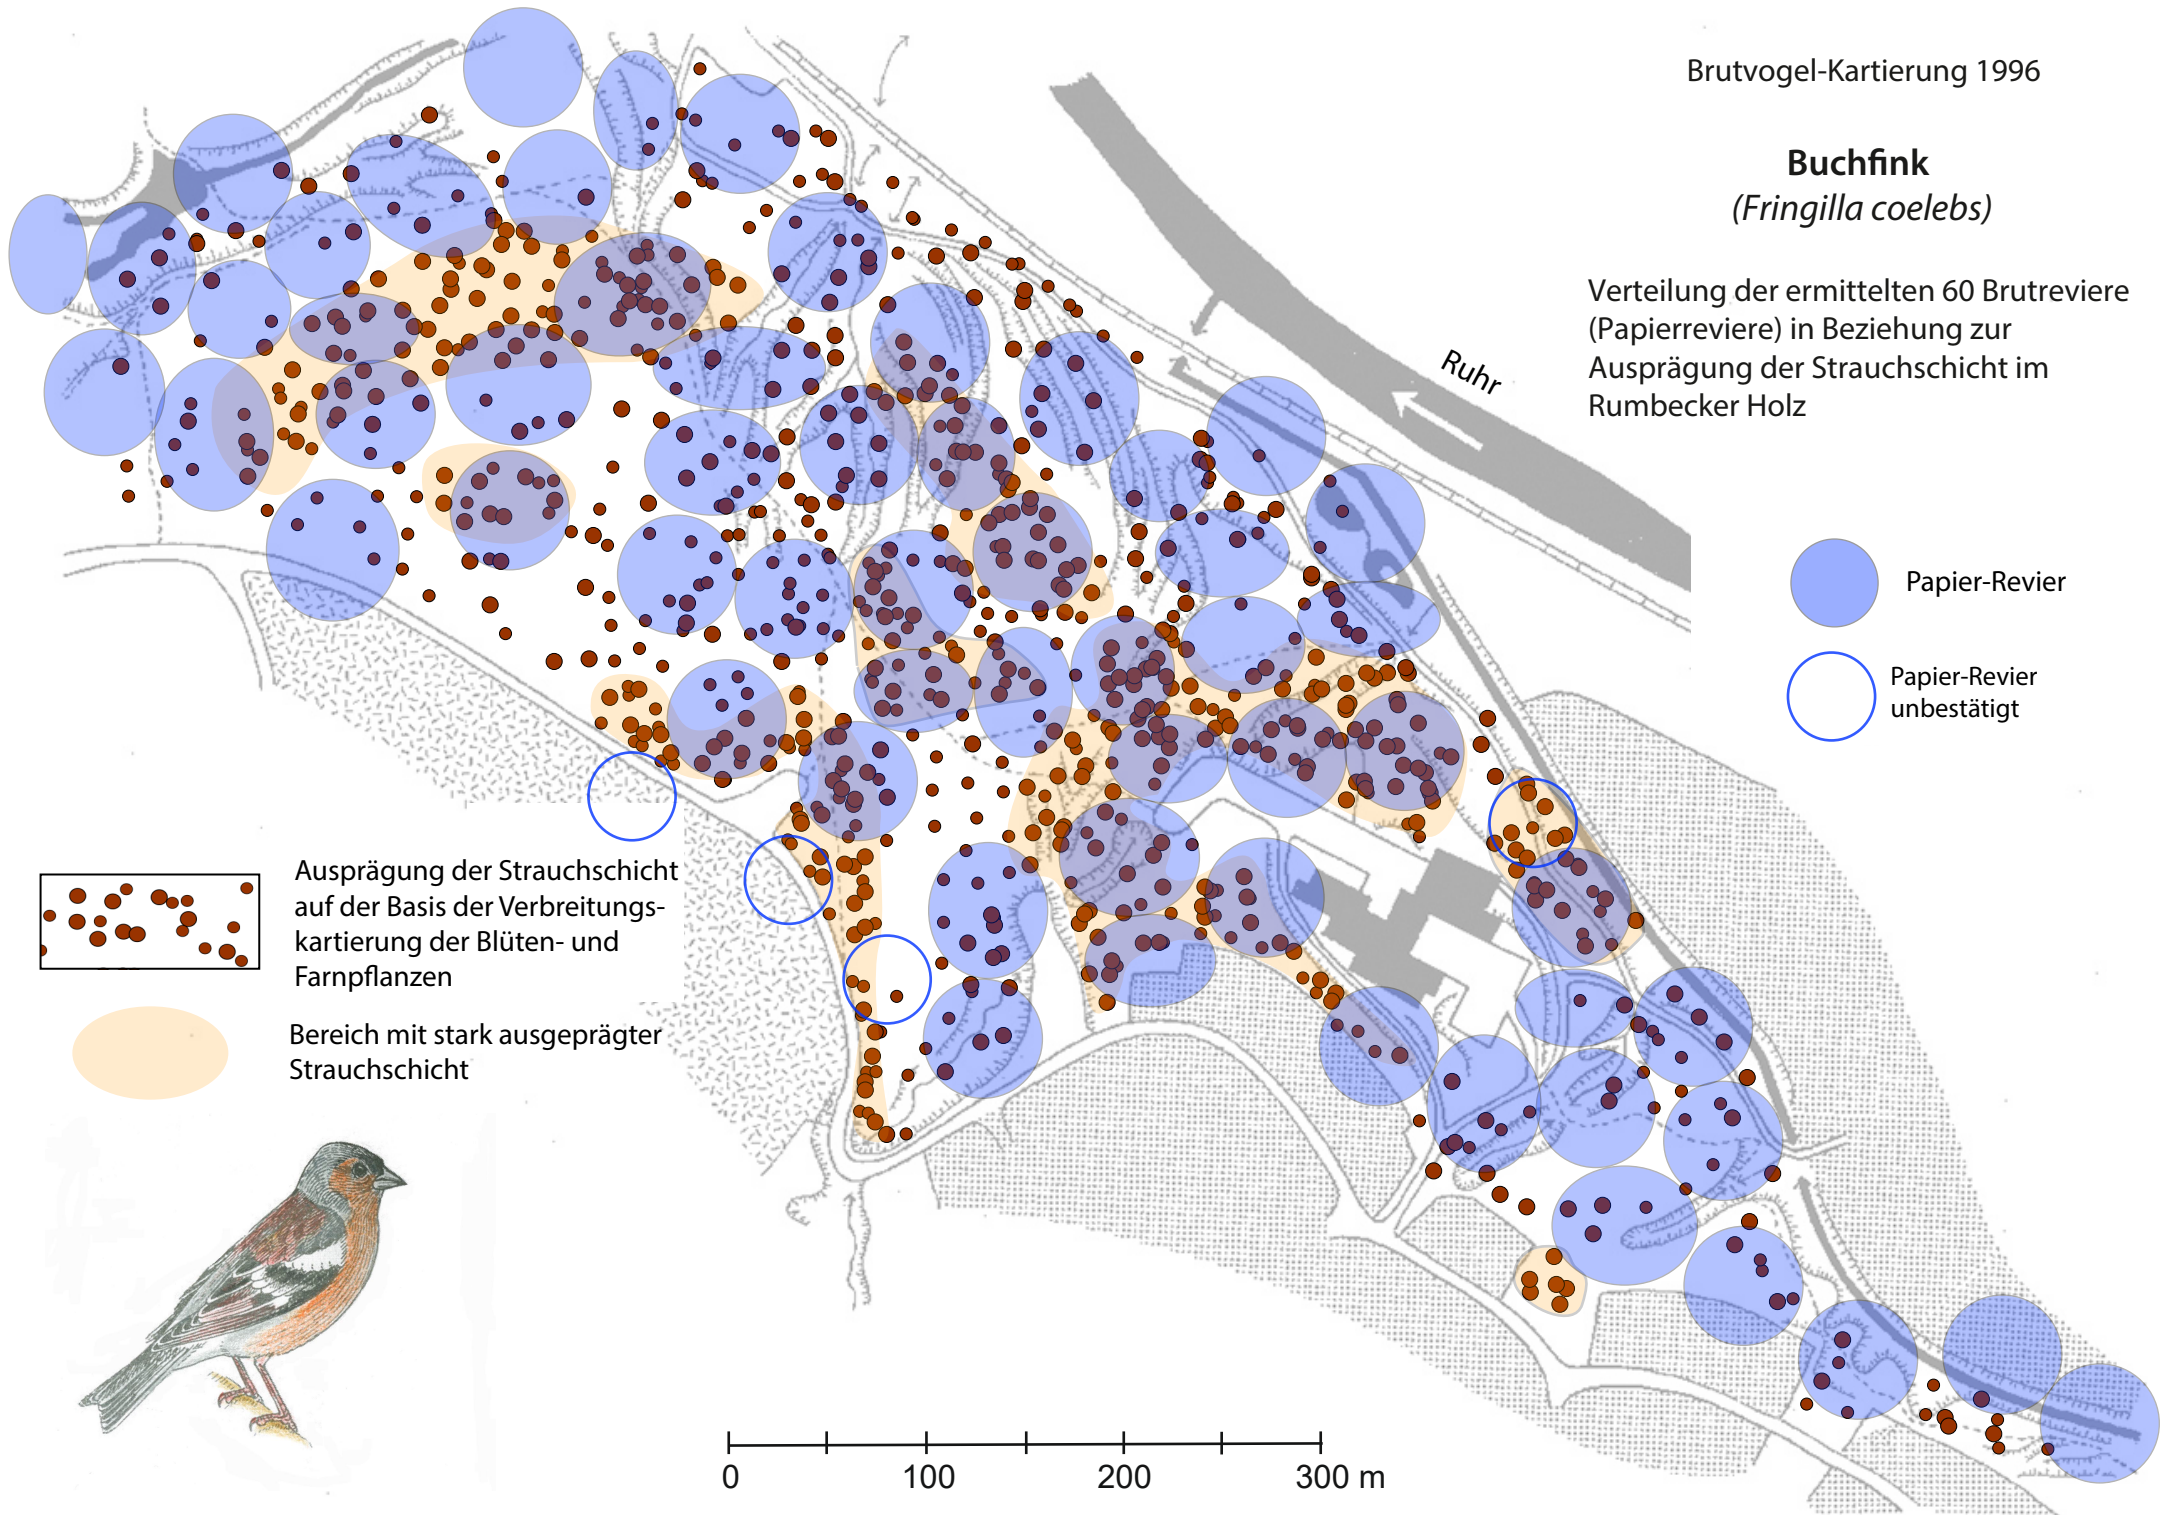 Brutvogel-Kartierung 1996
Buchfink
(Fringilla coelebs)
Verteilung der ermittelten 60 Brutreviere
(Papierreviere) in Beziehung zur
Ausprägung der Strauchschicht im
Rumbecker Holz
Ruhr
Papier-Revier
Papier-Revier
unbestätigt
Ausprägung der Strauchschicht
auf der Basis der Verbreitungs-
kartierung der Blüten- und
Farnpflanzen
Bereich mit stark ausgeprägter
Strauchschicht
0 100 200 300 m